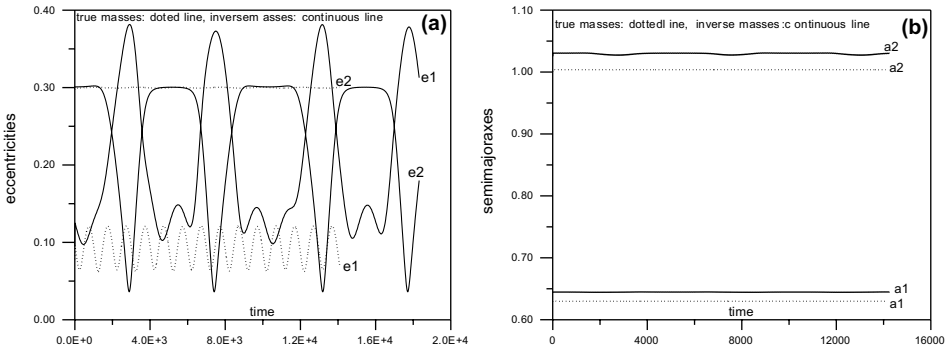 true masses: doted line, inversem asses: continuous line
(a)
0.40
0.30
0.20
0.10
0.00
eccentricities
e1
e2
e2
e1
time
0.0E+0
4.0E+3
8.0E+3
1.2E+4
1.6E+4
2.0E+4
true masses: dottedl ine, inverse masses:c ontinuous line
(b)
1.10
1.00
0.90
0.80
0.70
0.60
semimajoraxes
a2
a2
a1
a1
time
0
4000
8000
12000
16000